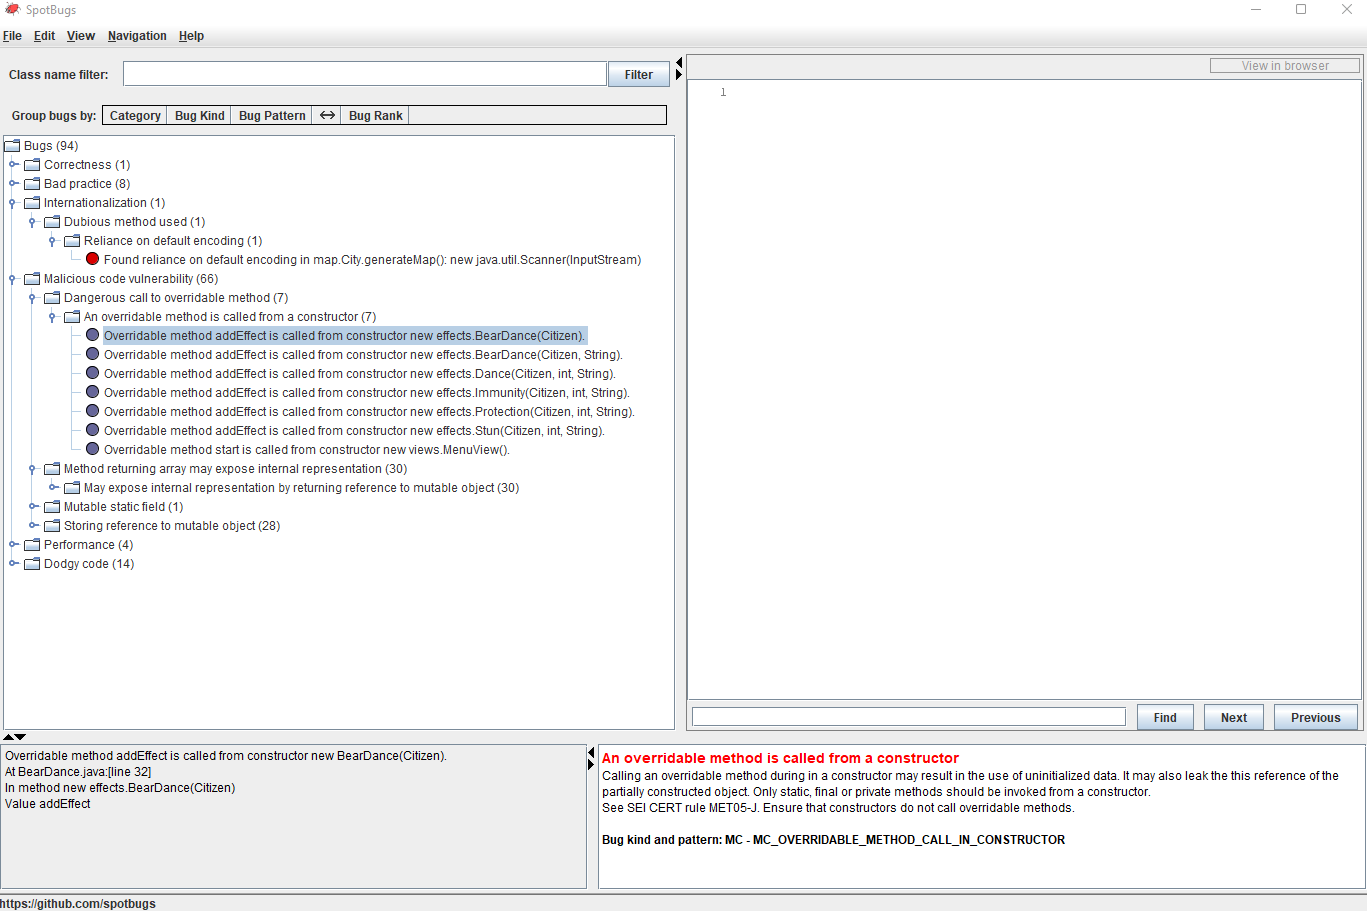 SpotBugs
File Edit View Navigation Help
Class name filter: Filter
Group bugs by: Category Bug Kind Bug Pattern ↔ Bug Rank
Bugs (94)
Correctness (1)
Bad practice (8)
Internationalization (1)
Dubious method used (1)
Reliance on default encoding (1)
Found reliance on default encoding in map.City.generateMap(): new java.util.Scanner(InputStream)
Malicious code vulnerability (66)
Dangerous call to overridable method (7)
An overridable method is called from a constructor (7)
Overridable method addEffect is called from constructor new effects.BearDance(Citizen).
Overridable method addEffect is called from constructor new effects.BearDance(Citizen, String).
Overridable method addEffect is called from constructor new effects.Dance(Citizen, int, String).
Overridable method addEffect is called from constructor new effects.Immunity(Citizen, int, String).
Overridable method addEffect is called from constructor new effects.Protection(Citizen, int, String).
Overridable method addEffect is called from constructor new effects.Stun(Citizen, int, String).
Overridable method start is called from constructor new views.MenuView().
Method returning array may expose internal representation (30)
May expose internal representation by returning reference to mutable object (30)
Mutable static field (1)
Storing reference to mutable object (28)
Performance (4)
Dodgy code (14)
View in browser
1
Find Next Previous
Overridable method addEffect is called from constructor new BearDance(Citizen).
At BearDance.java:[line 32]
In method new effects.BearDance(Citizen)
Value addEffect
An overridable method is called from a constructor
Calling an overridable method during in a constructor may result in the use of uninitialized data. It may also leak the this reference of the
partially constructed object. Only static, final or private methods should be invoked from a constructor.
See SEI CERT rule MET05-J. Ensure that constructors do not call overridable methods.
Bug kind and pattern: MC - MC_OVERRIDABLE_METHOD_CALL_IN_CONSTRUCTOR
https://github.com/spotbugs